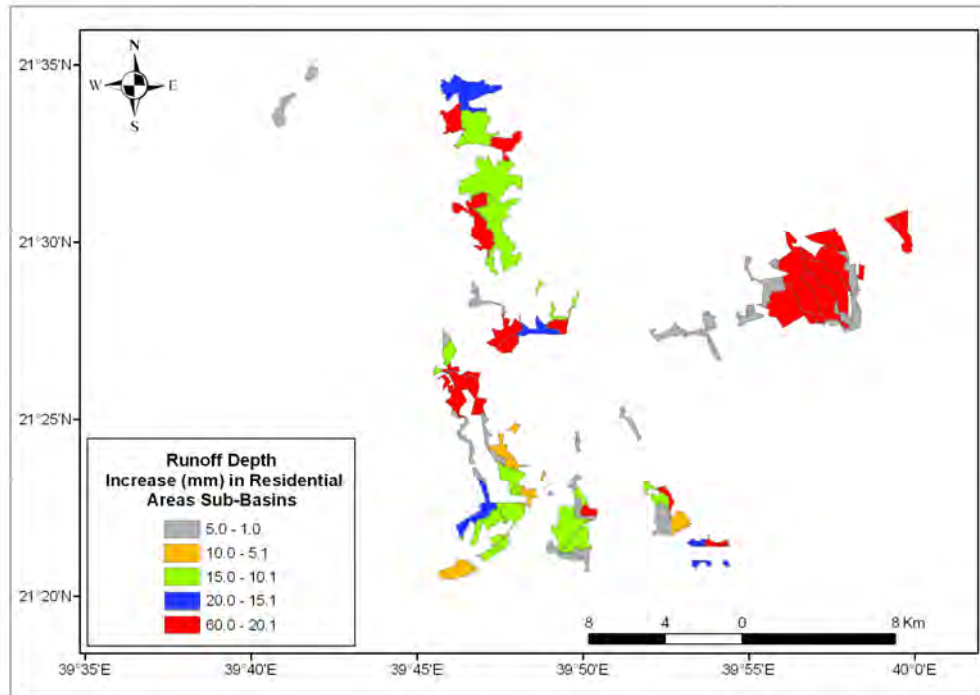 N
W E
S
21°35'N
21°30'N
21°25'N
21°20'N
Runoff Depth
Increase (mm) in Residential
Areas Sub-Basins
5.0 - 1.0
10.0 - 5.1
15.0 - 10.1
20.0 - 15.1
60.0 - 20.1
8 4 0 8 Km
39°35'E 39°40'E 39°45'E 39°50'E 39°55'E 40°0'E